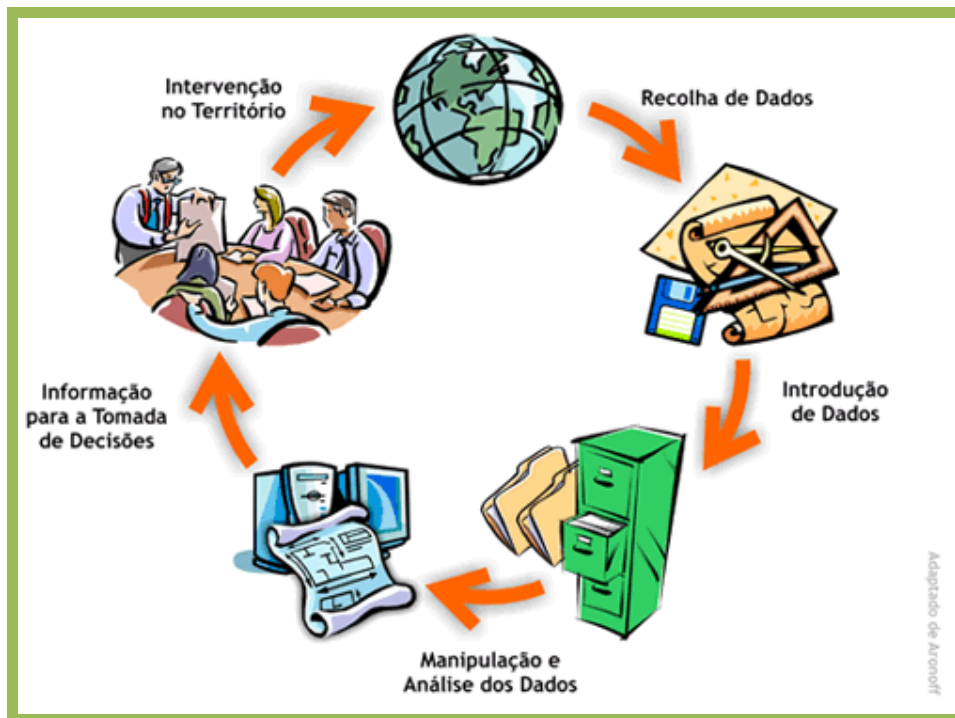 Intervenção
no Território
Recolha de Dados
Introdução
de Dados
Informação
para a Tomada
de Decisões
Manipulação e
Análise dos Dados
Adaptado de Aronoff